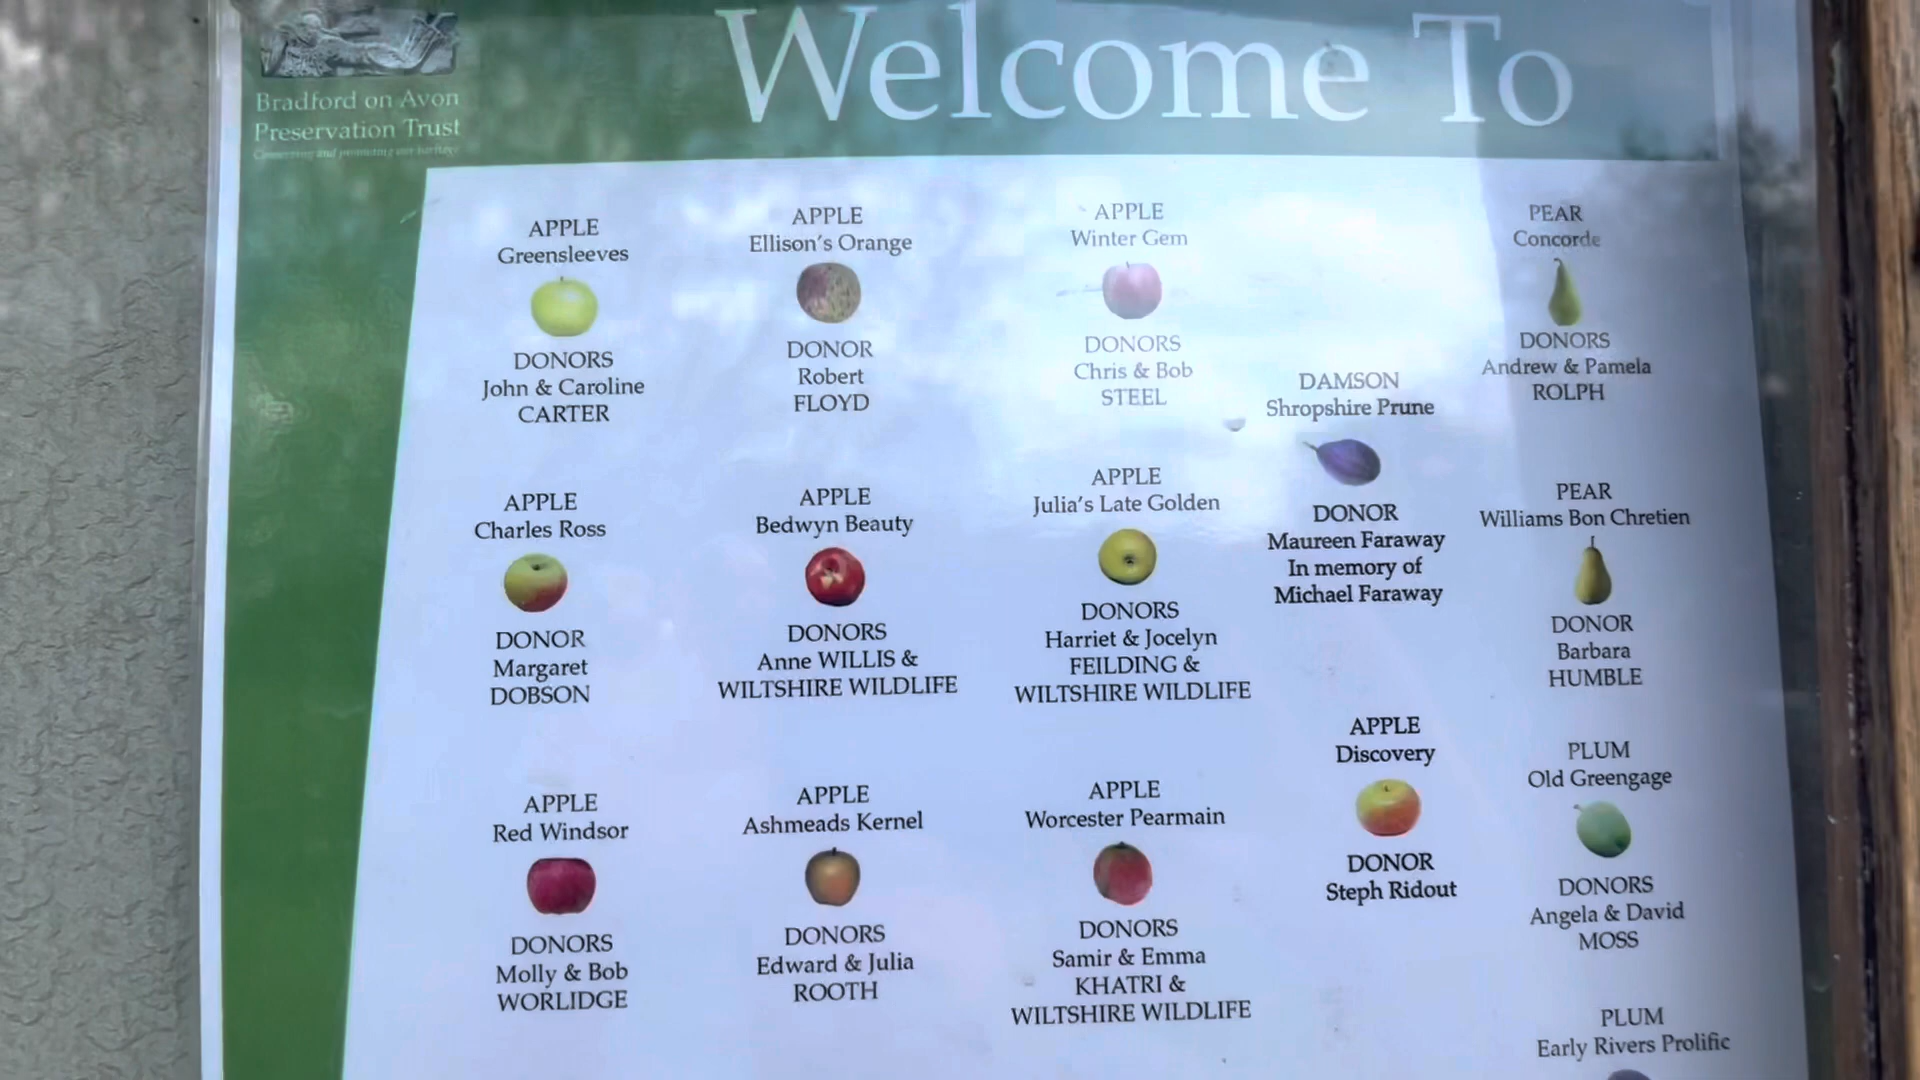 Bradford on Avon
Preservation Trust
Welcome To
APPLE
Greensleeves
DONORS
John & Caroline
CARTER
APPLE
Ellison's Orange
DONOR
Robert
FLOYD
APPLE
Winter Gem
DONORS
Chris & Bob
STEEL
DAMSON
Shropshire Prune
DONOR
Maureen Faraway
In memory of
Michael Faraway
PEAR
Concorde
DONORS
Andrew & Pamela
ROLPH
APPLE
Charles Ross
DONOR
Margaret
DOBSON
APPLE
Bedwyn Beauty
DONORS
Anne WILLIS &
WILTSHIRE WILDLIFE
APPLE
Julia's Late Golden
DONORS
Harriet & Jocelyn
FEILDING &
WILTSHIRE WILDLIFE
PEAR
Williams Bon Chretien
DONOR
Barbara
HUMBLE
APPLE
Red Windsor
DONORS
Molly & Bob
WORLIDGE
APPLE
Ashmeads Kernel
DONORS
Edward & Julia
ROOTH
APPLE
Worcester Pearmain
DONORS
Samir & Emma
KHATRI &
WILTSHIRE WILDLIFE
APPLE
Discovery
DONOR
Steph Ridout
PLUM
Old Greengage
DONORS
Angela & David
MOSS
PLUM
Early Rivers Prolific